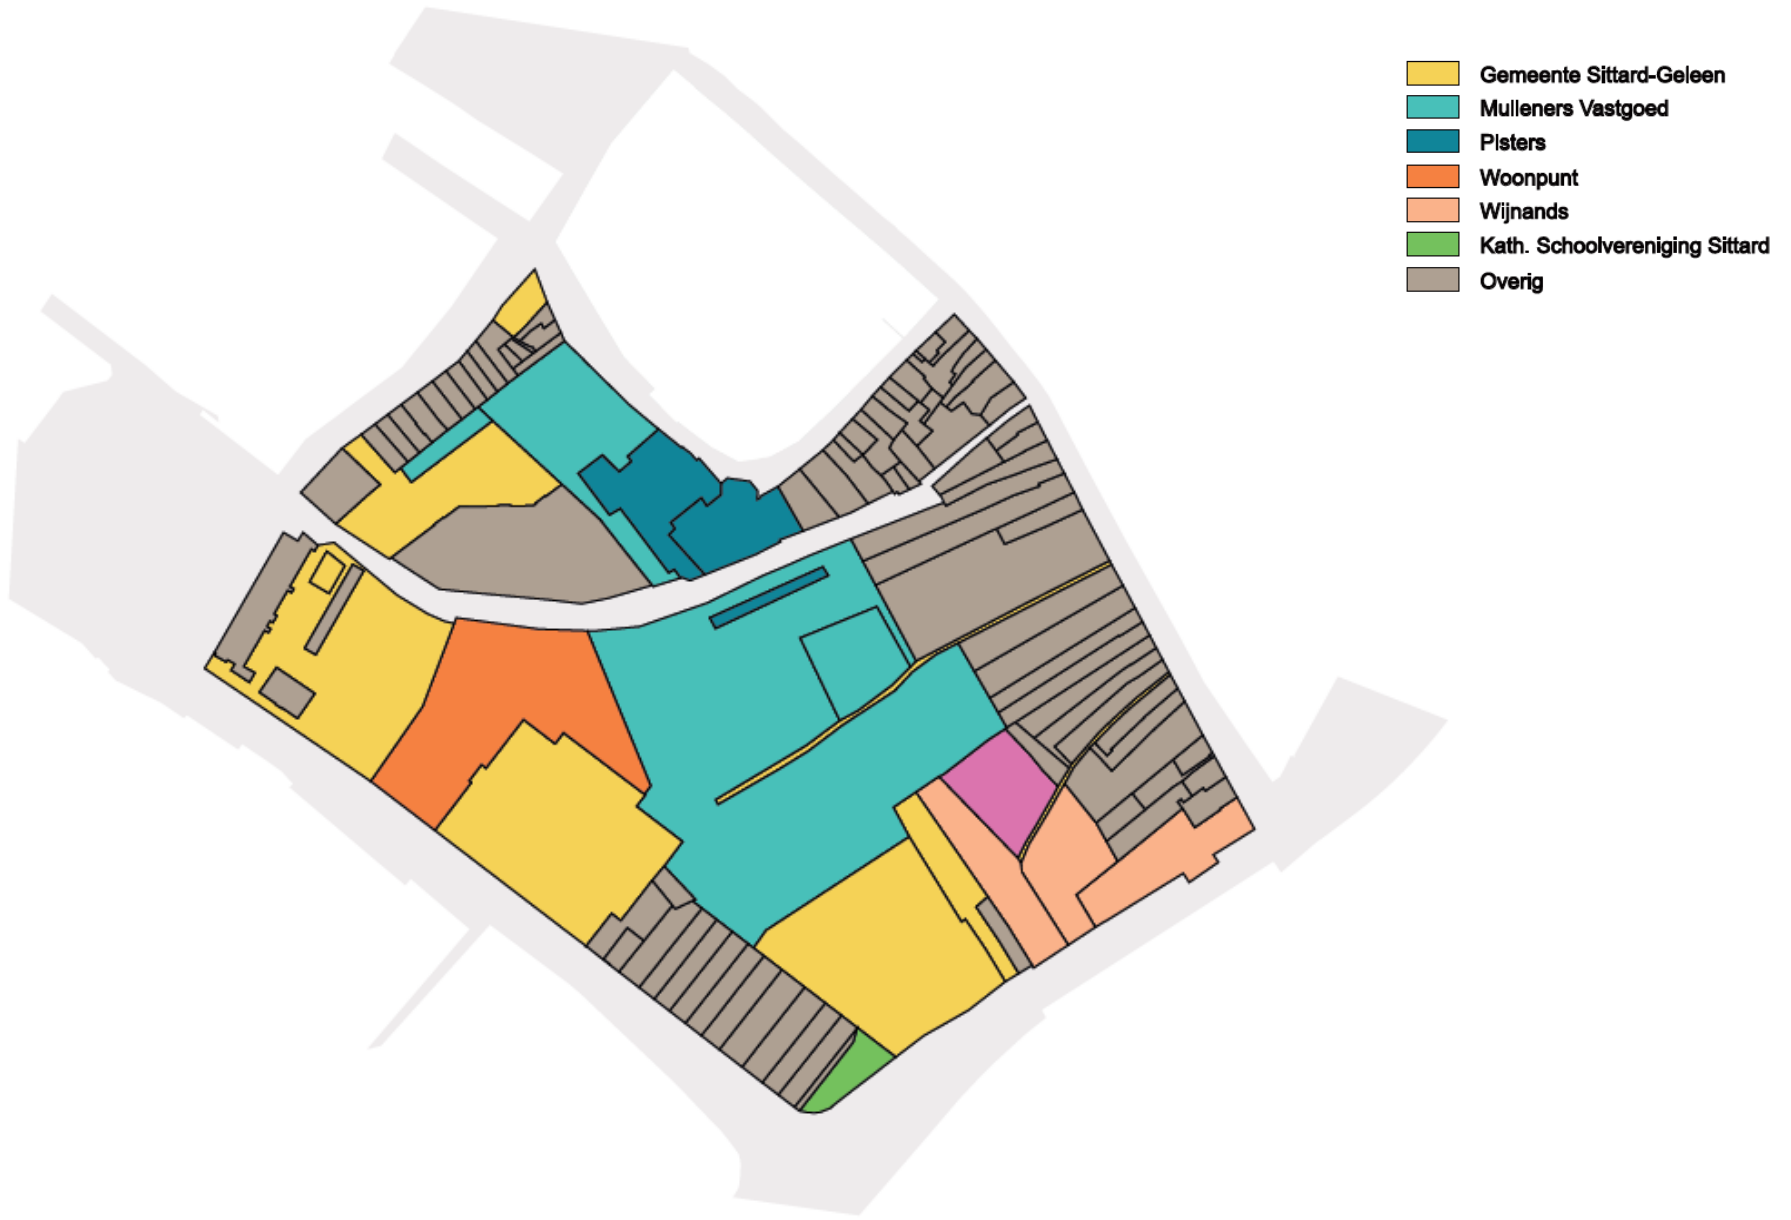 Gemeente Sittard-Geleen
Mulleners Vastgoed
Pisters
Woonpunt
Wijnands
Kath. Schoolvereniging Sittard
Overig